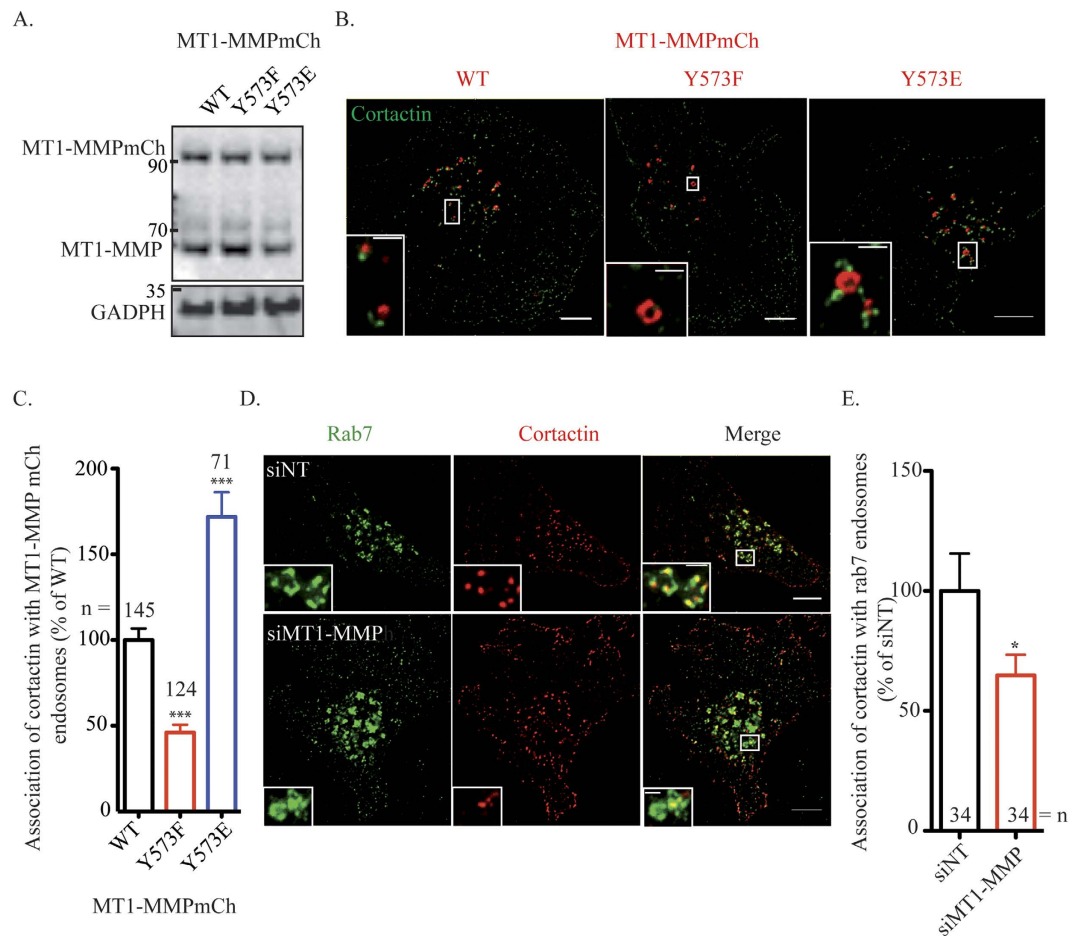 A.
MT1-MMPmCh
WT
Y573F
Y573E
MT1-MMPmCh
90
70
MT1-MMP
35
GADPH
B.
MT1-MMPmCh
WT
Y573F
Y573E
Cortactin
C.
Association of cortactin with MT1-MMP mCh
endosomes (% of WT)
200
150
100
50
0
n =
145
124
***
71
***
WT
Y573F
Y573E
MT1-MMPmCh
D.
Rab7
Cortactin
Merge
siNT
siMT1-MMP
E.
Association of cortactin with rab7 endosomes
(% of siNT)
150
100
50
0
*
34
34
= n
siNT
siMT1-MMP